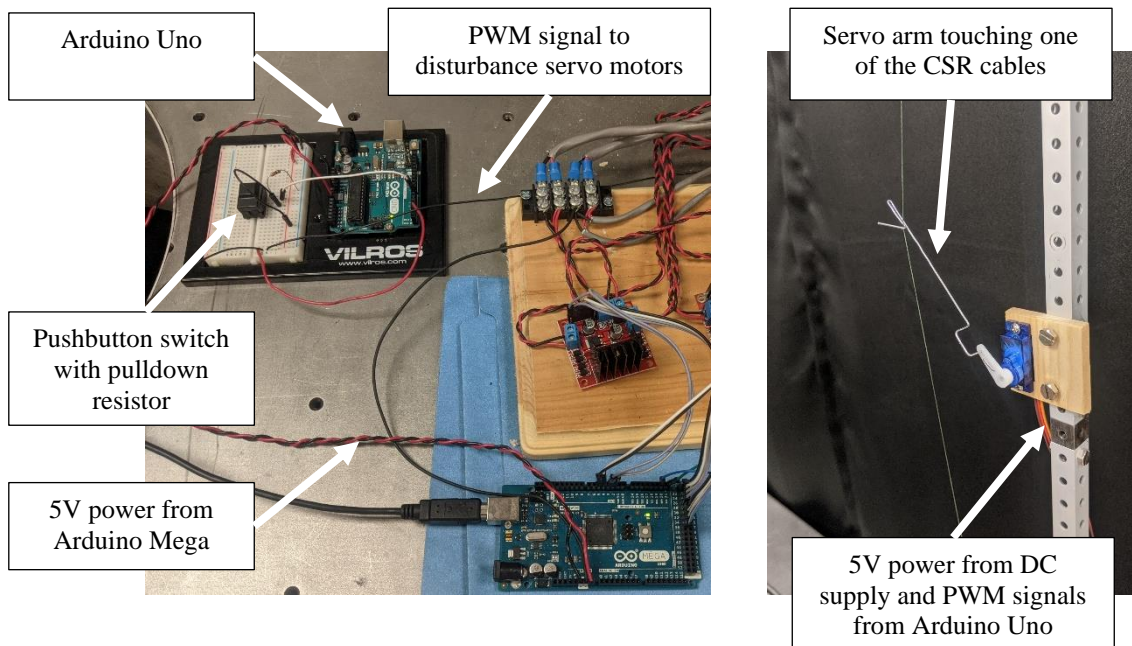 Arduino Uno
PWM signal to
disturbance servo motors
Servo arm touching one
of the CSR cables
VILROS
www.vilros.com
Pushbutton switch
with pulldown
resistor
5V power from
Arduino Mega
ARDUINO
MEGA
5V power from DC
supply and PWM signals
from Arduino Uno